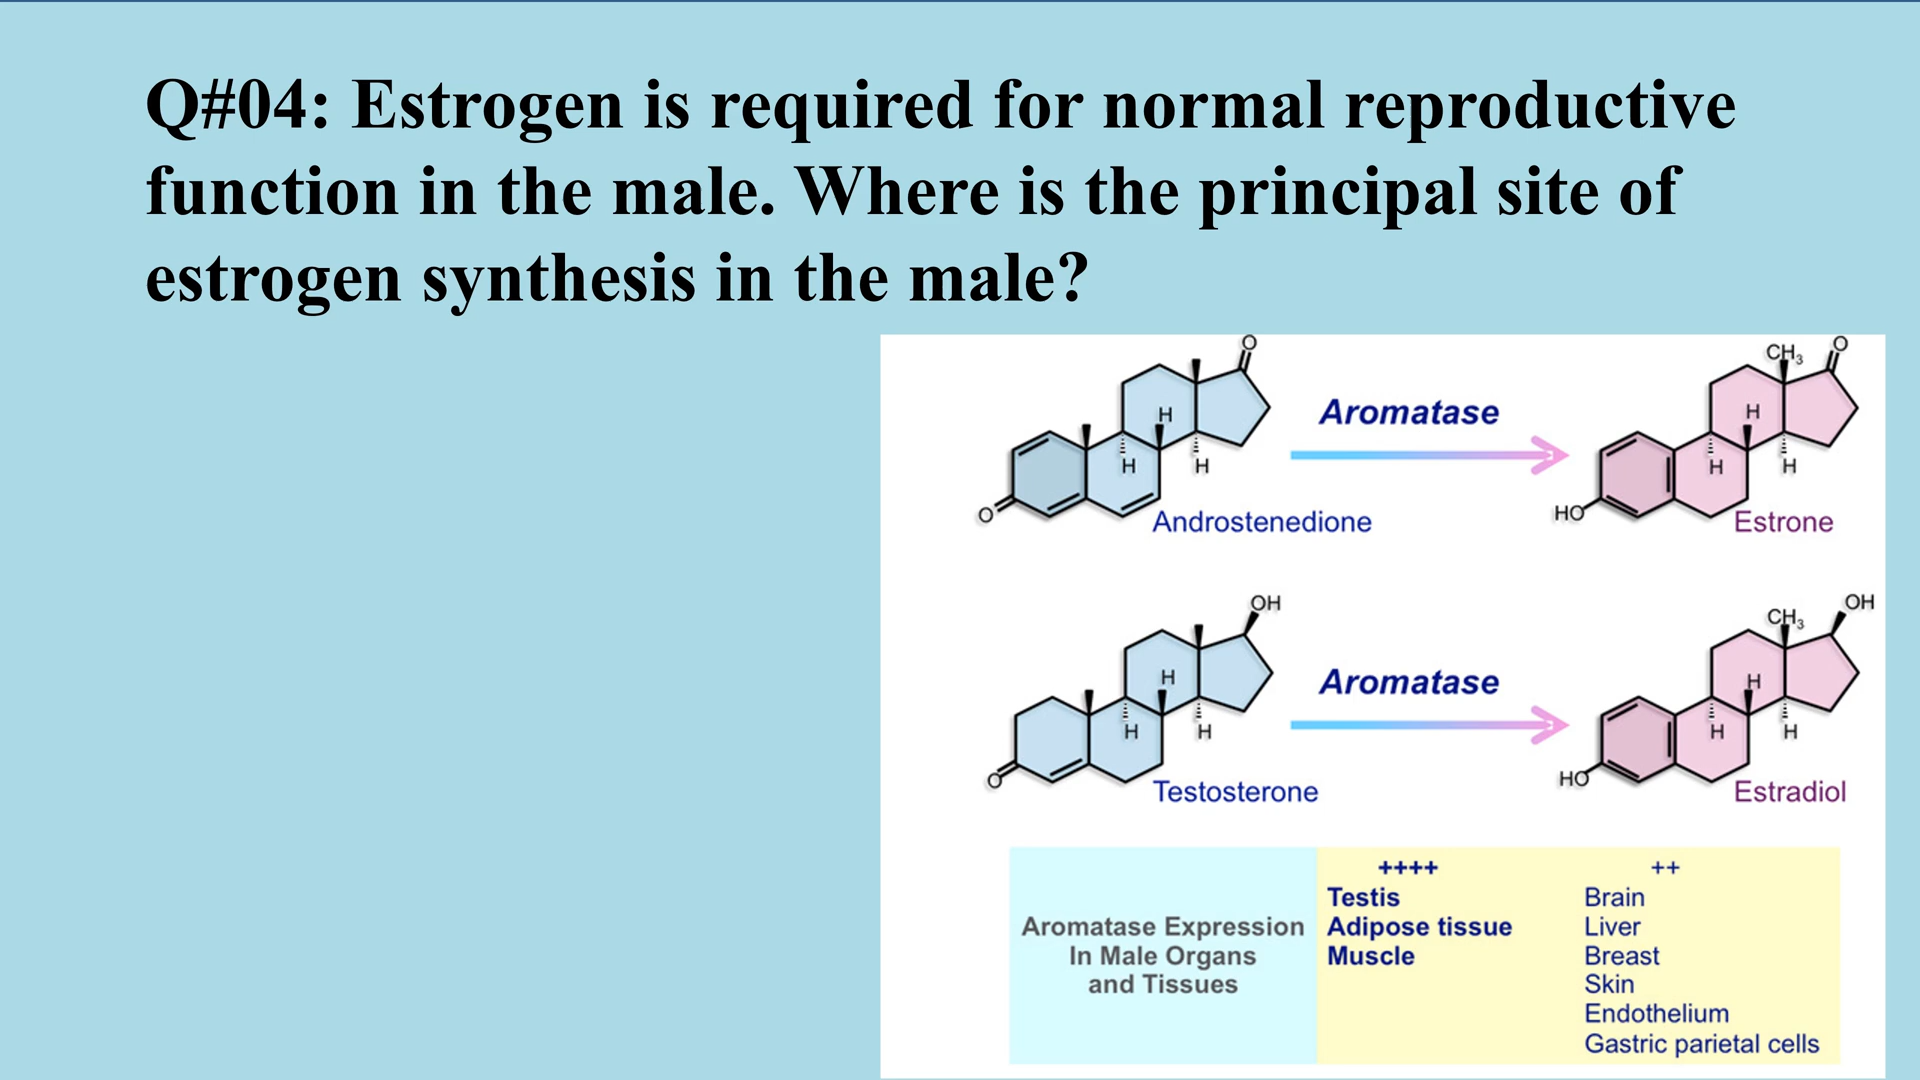 Q#04: Estrogen is required for normal reproductive
function in the male. Where is the principal site of
estrogen synthesis in the male?
O
H
H
H
O
Androstenedione
Aromatase
CH3
O
H
H
H
HO
Estrone
OH
H
H
H
O
Testosterone
Aromatase
CH3
OH
H
H
H
HO
Estradiol
Aromatase Expression
In Male Organs
and Tissues
++++
Testis
Adipose tissue
Muscle
++
Brain
Liver
Breast
Skin
Endothelium
Gastric parietal cells